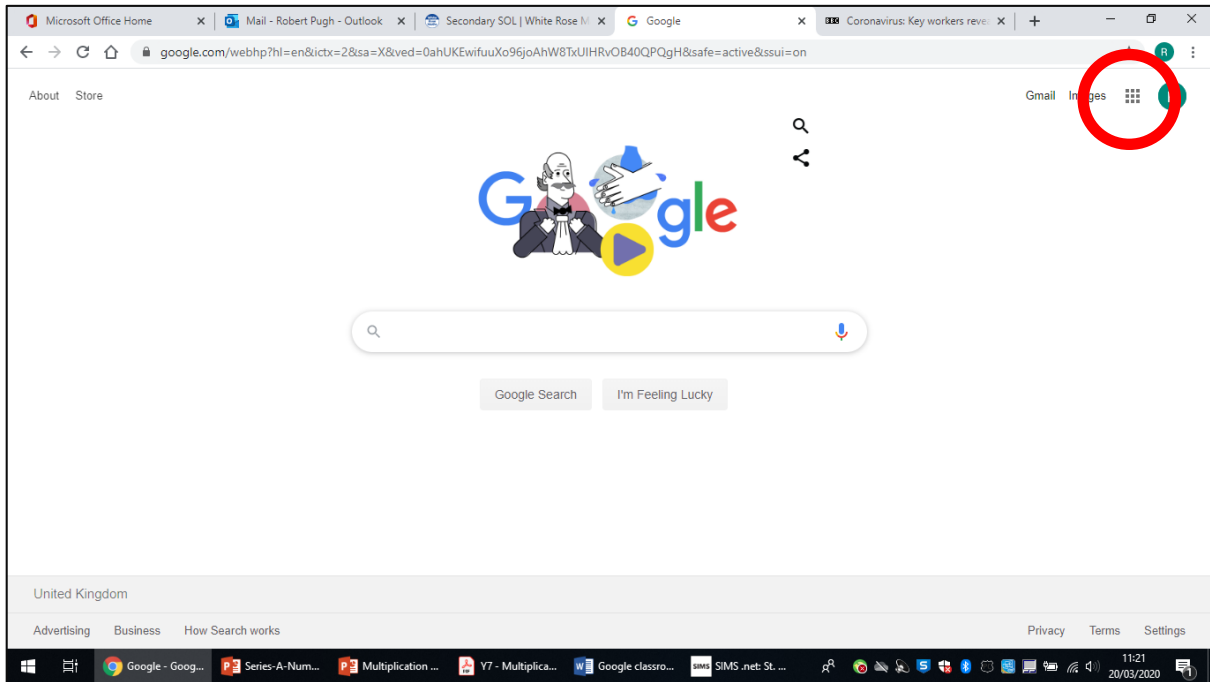 Microsoft Office Home
Mail - Robert Pugh - Outlook
Secondary SOL | White Rose M
Google
Coronavirus: Key workers reve
google.com/webhp?hl=en&ictx=2&sa=X&ved=0ahUKEwifuuXo96joAhW8TxUIHRvOB40QPQgH&safe=active&ssui=on
R
About Store
Gmail Images
Google
Google Search
I'm Feeling Lucky
United Kingdom
Advertising Business How Search works
Privacy Terms Settings
Google - Goog...
Series-A-Num...
Multiplication ...
Y7 - Multiplica...
Google classro...
SIMS .net: St. ...
11:21
20/03/2020